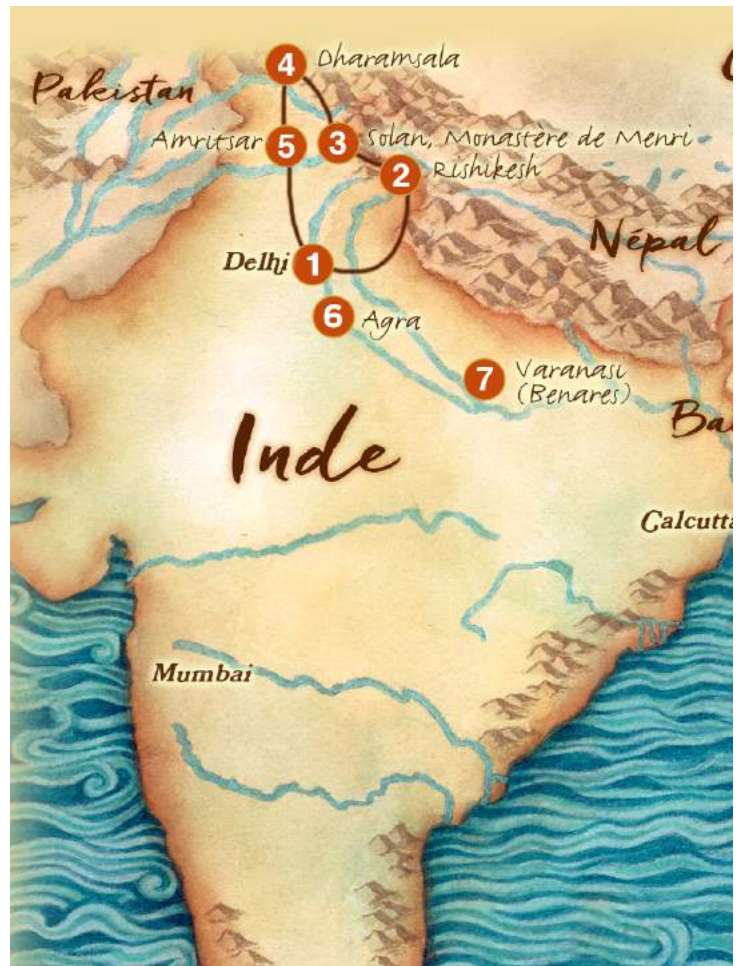 4 Dharamsala
Pakistan
Amritsar 5 3 Solan, Monastère de Menri
2 Rishikesh
Népal
Delhi 1
6 Agra
7 Varanasi
(Benares)
Inde
Ba
Calcutta
Mumbai